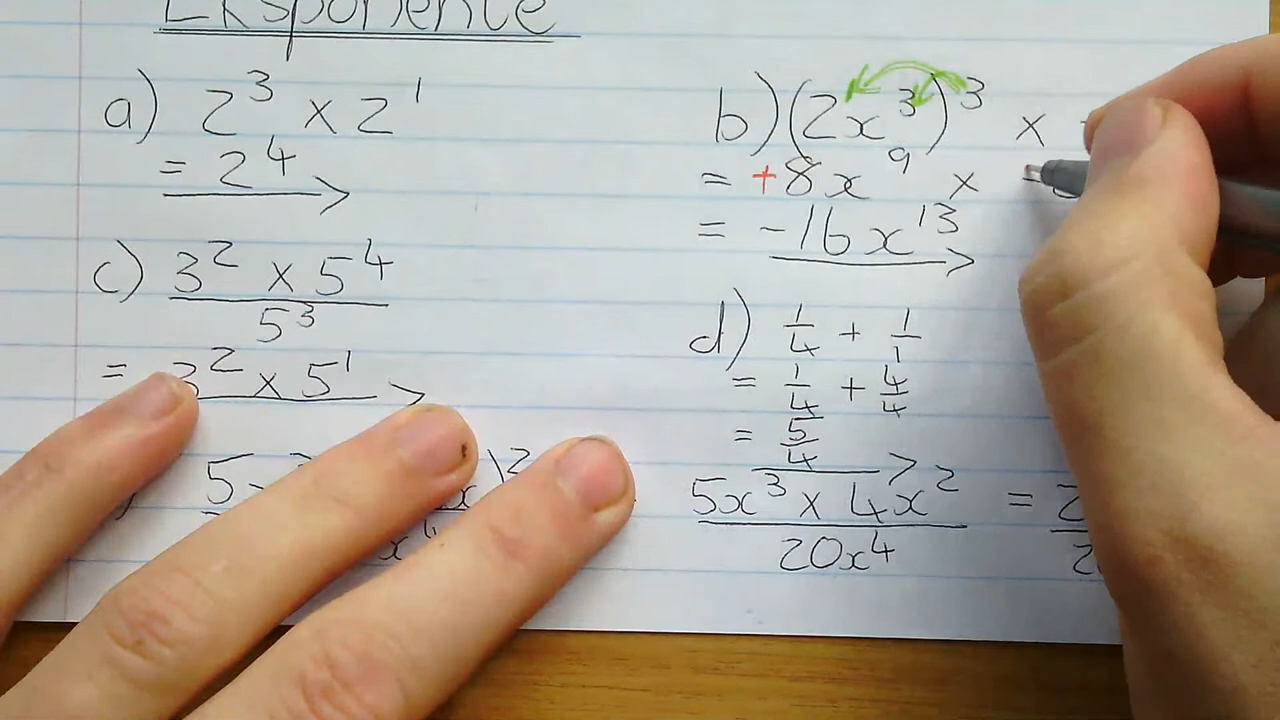 Eksponente
a) 2³ × 2¹
= 2⁴
b) (2x³)³ ×
= +8x⁹ ×
= -16x¹³
c) 3² × 5⁴
5³
= 3² × 5¹
d) 1/4 + 1/1
= 1/4 + 4/4
= 5/4
5x³ × 4x² =
20x⁴